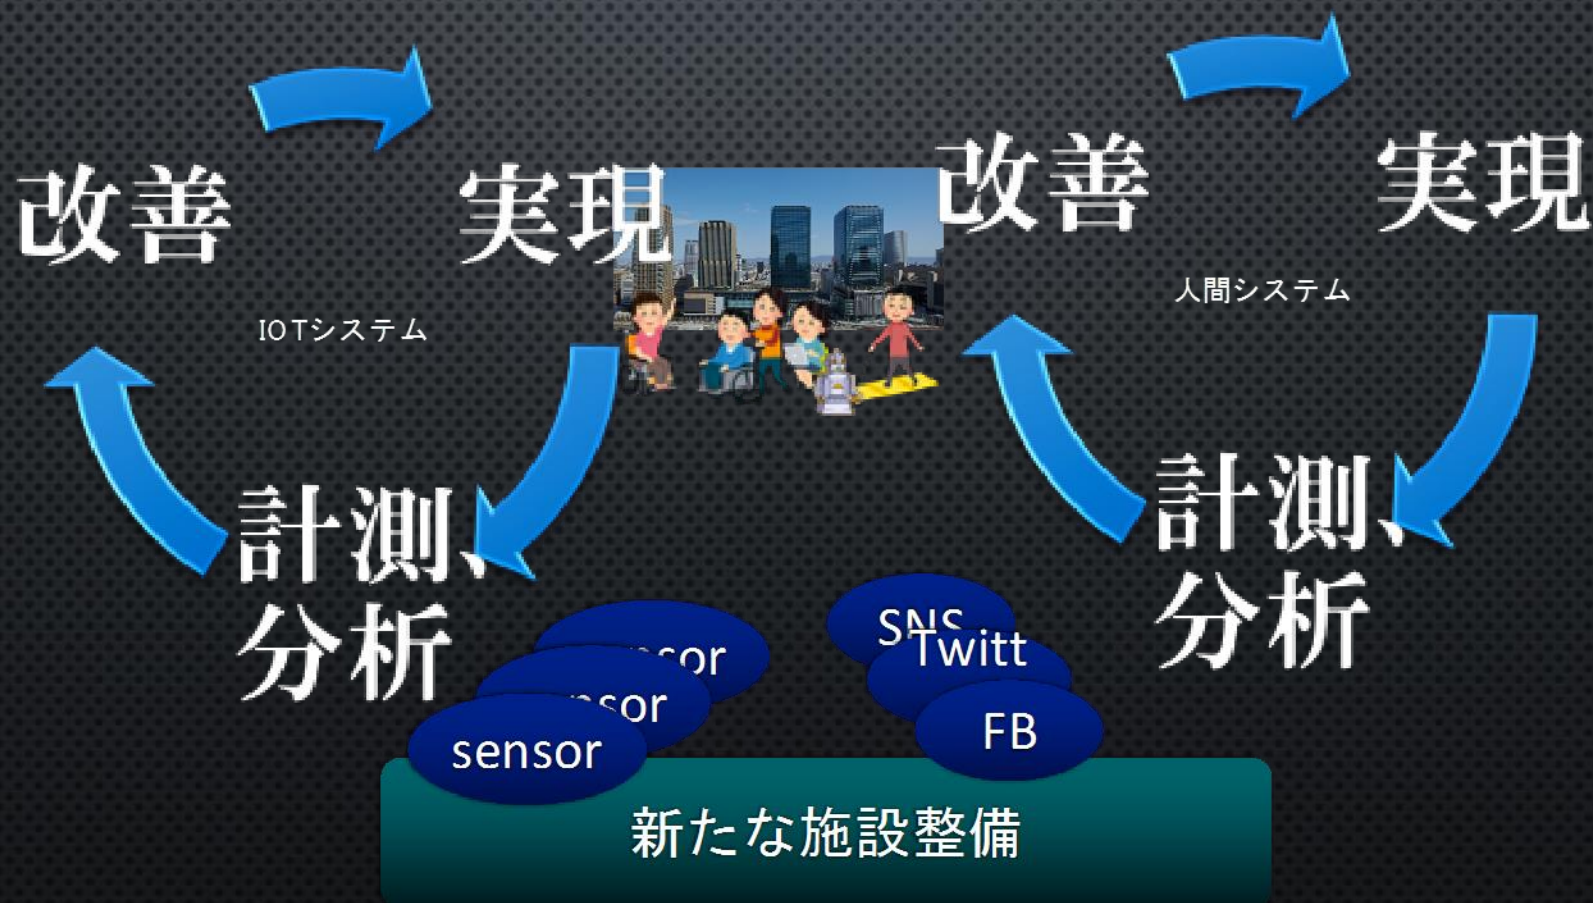 改善
実現
IOTシステム
計測、
分析
改善
実現
人間システム
計測、
分析
sensor
SNS
Twitt
FB
新たな施設整備